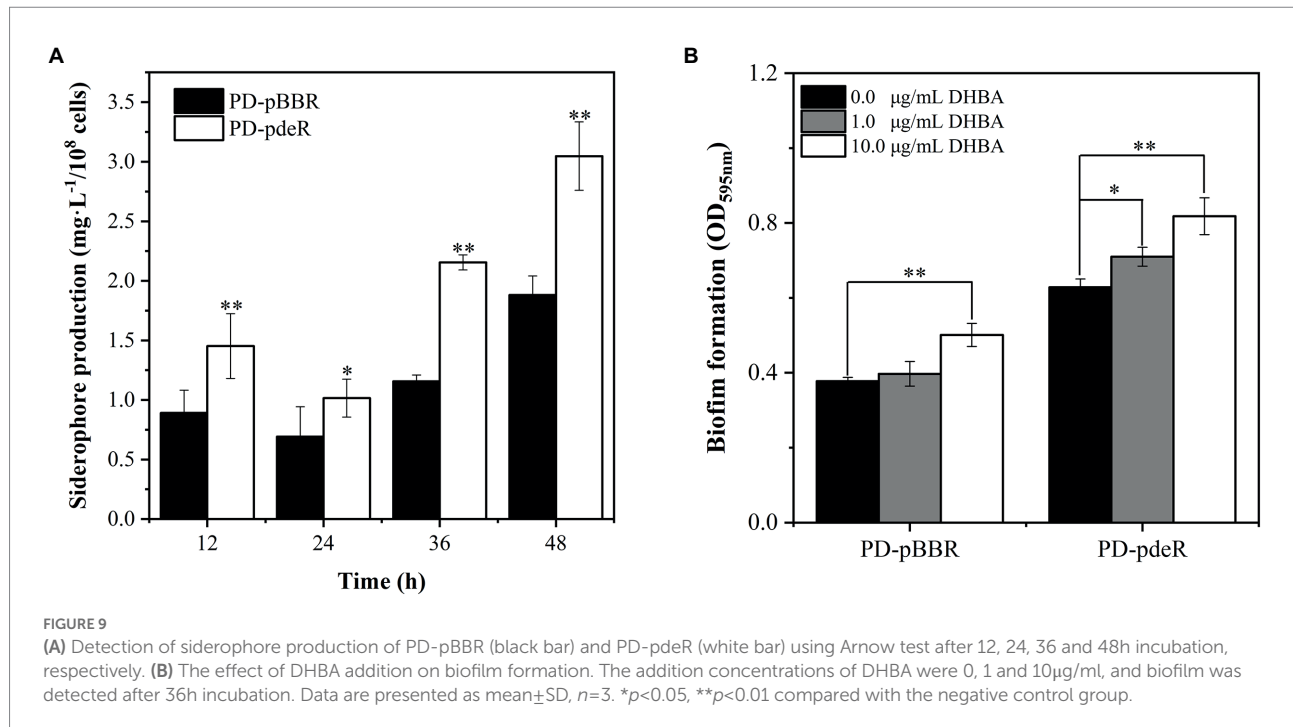 A
B
PD-pBBR
PD-pdeR
3.5
3.0
2.5
2.0
1.5
1.0
0.5
0.0
**
*
**
**
12
24
36
48
Siderophore production (mg·L⁻¹/10⁸ cells)
Time (h)
0.0 μg/mL DHBA
1.0 μg/mL DHBA
10.0 μg/mL DHBA
1.2
0.8
0.4
0.0
**
*
**
PD-pBBR
PD-pdeR
Biofim formation (OD₅₉₅ₙₘ)
FIGURE 9
(A) Detection of siderophore production of PD-pBBR (black bar) and PD-pdeR (white bar) using Arnow test after 12, 24, 36 and 48h incubation,
respectively. (B) The effect of DHBA addition on biofilm formation. The addition concentrations of DHBA were 0, 1 and 10μg/ml, and biofilm was
detected after 36h incubation. Data are presented as mean±SD, n=3. *p<0.05, **p<0.01 compared with the negative control group.